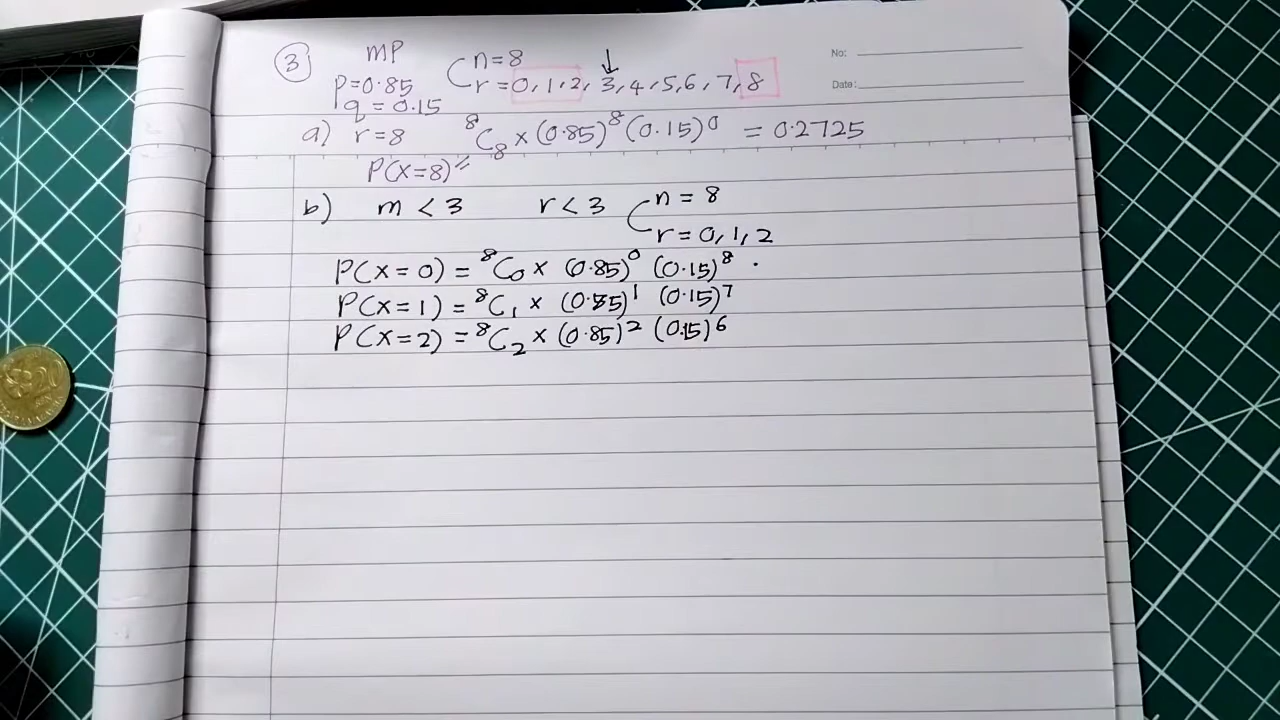 ③ MP n=8 No:
p=0.85 r=0,1,2,3,4,5,6,7,8 Date:
q=0.15
a) r=8 ⁸C₈×(0.85)⁸(0.15)⁰ = 0.2725
P(X=8)
b) m<3 r<3 n=8
r=0,1,2
P(X=0) = ⁸C₀ × (0.85)⁰ (0.15)⁸ .
P(X=1) = ⁸C₁ × (0.85)¹ (0.15)⁷
P(X=2) = ⁸C₂ × (0.85)² (0.15)⁶